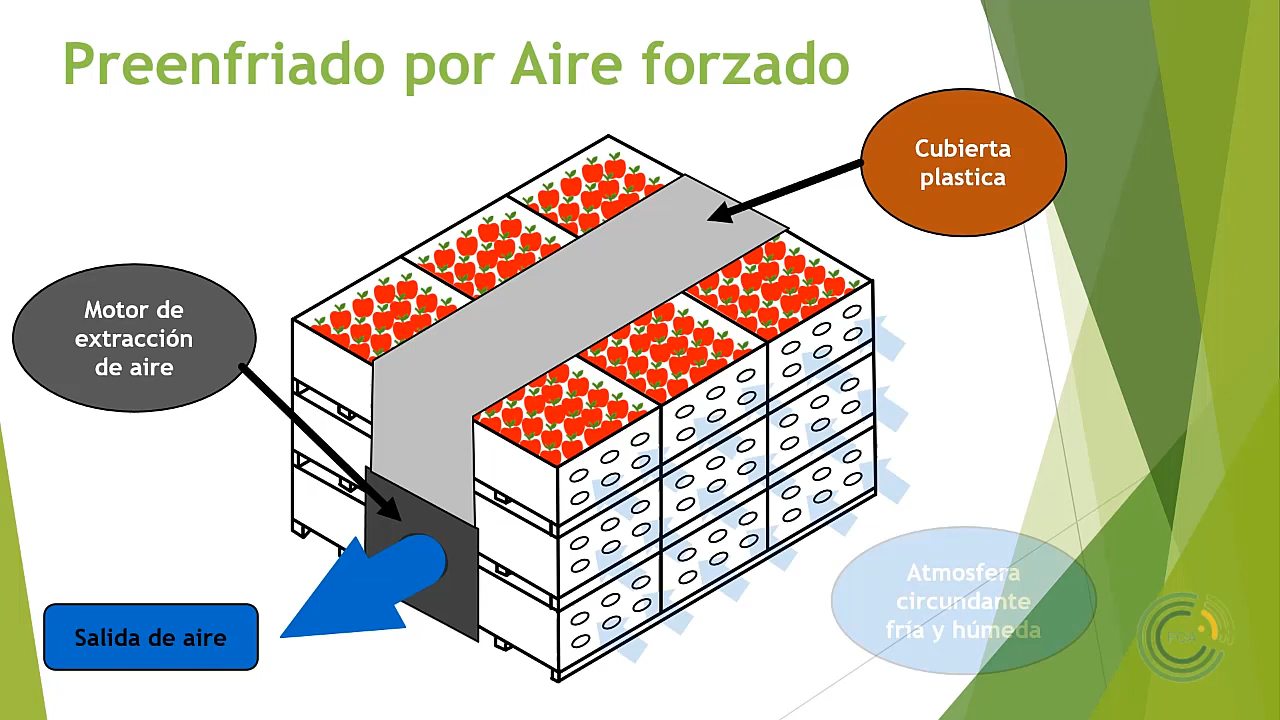 Preenfriado por Aire forzado
Cubierta
plastica
Motor de
extracción
de aire
Atmosfera
circundante
fría y húmeda
Salida de aire